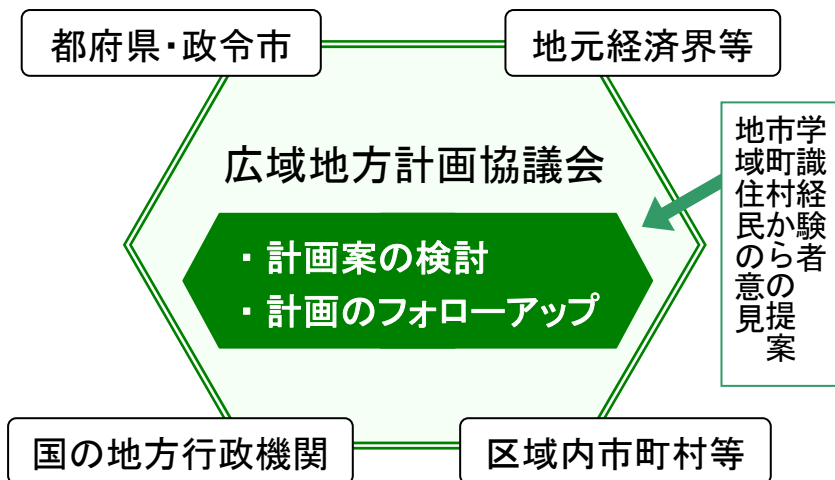 都府県・政令市
地元経済界等
広域地方計画協議会
・計画案の検討
・計画のフォローアップ
学識経験者
市町村からの提案
地域住民の意見
国の地方行政機関
区域内市町村等